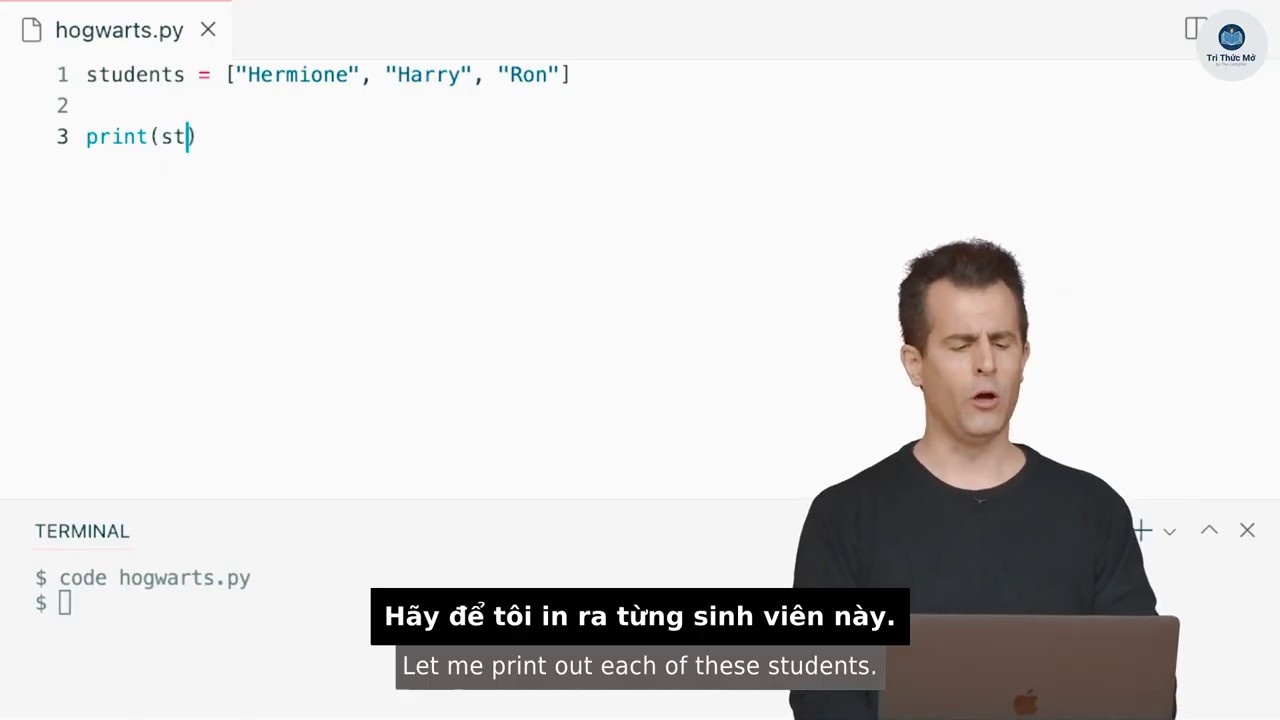 hogwarts.py
Tri Thức Mở
1 students = ["Hermione", "Harry", "Ron"]
2
3 print(st)
TERMINAL
$ code hogwarts.py
$
Hãy để tôi in ra từng sinh viên này.
Let me print out each of these students.